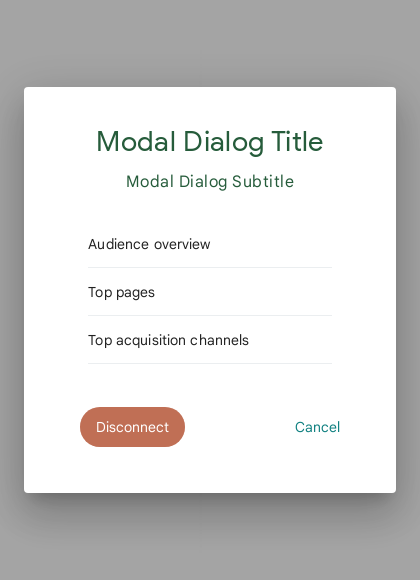 Modal Dialog Title
Modal Dialog Subtitle
Audience overview
Top pages
Top acquisition channels
Disconnect
Cancel